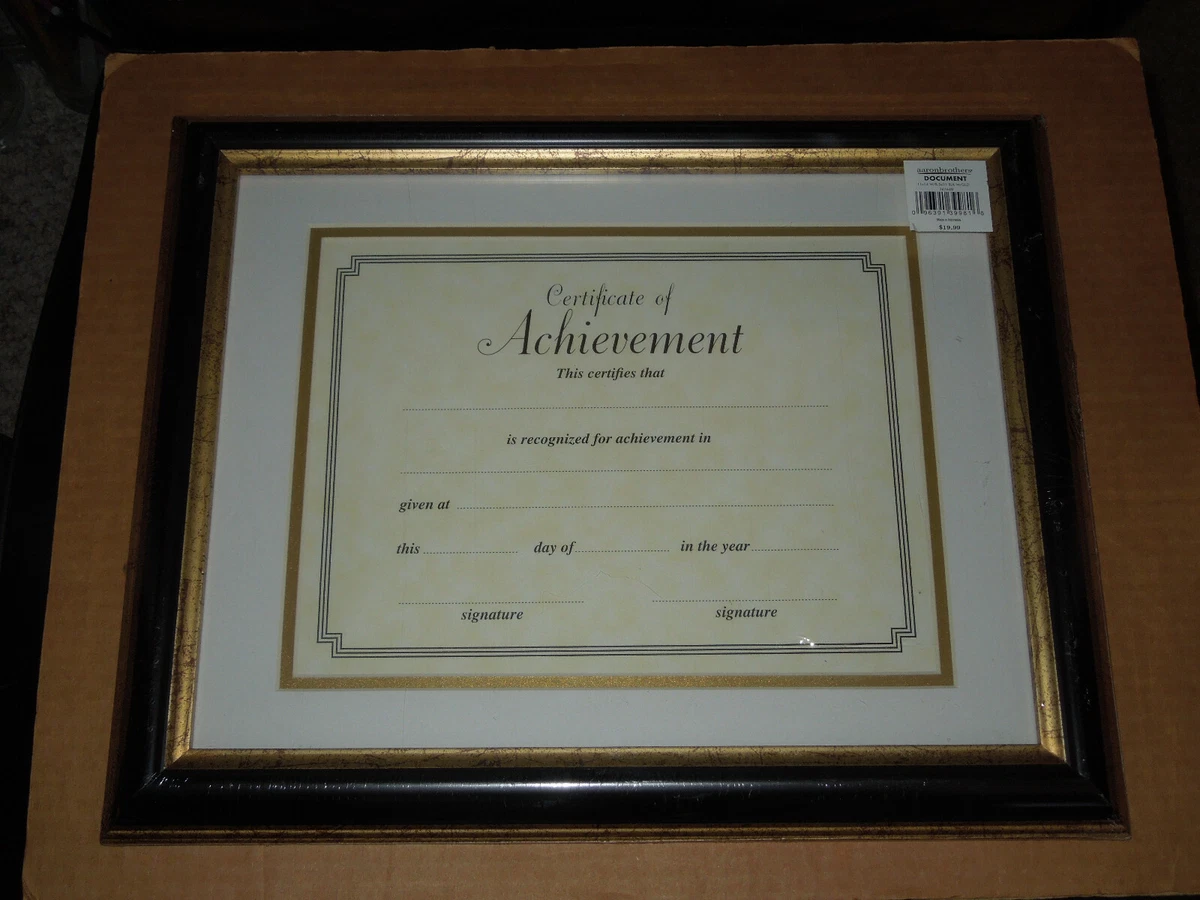 aaronbrothers
DOCUMENT
$19.99
Certificate of
Achievement
This certifies that
is recognized for achievement in
given at
this day of in the year
signature signature